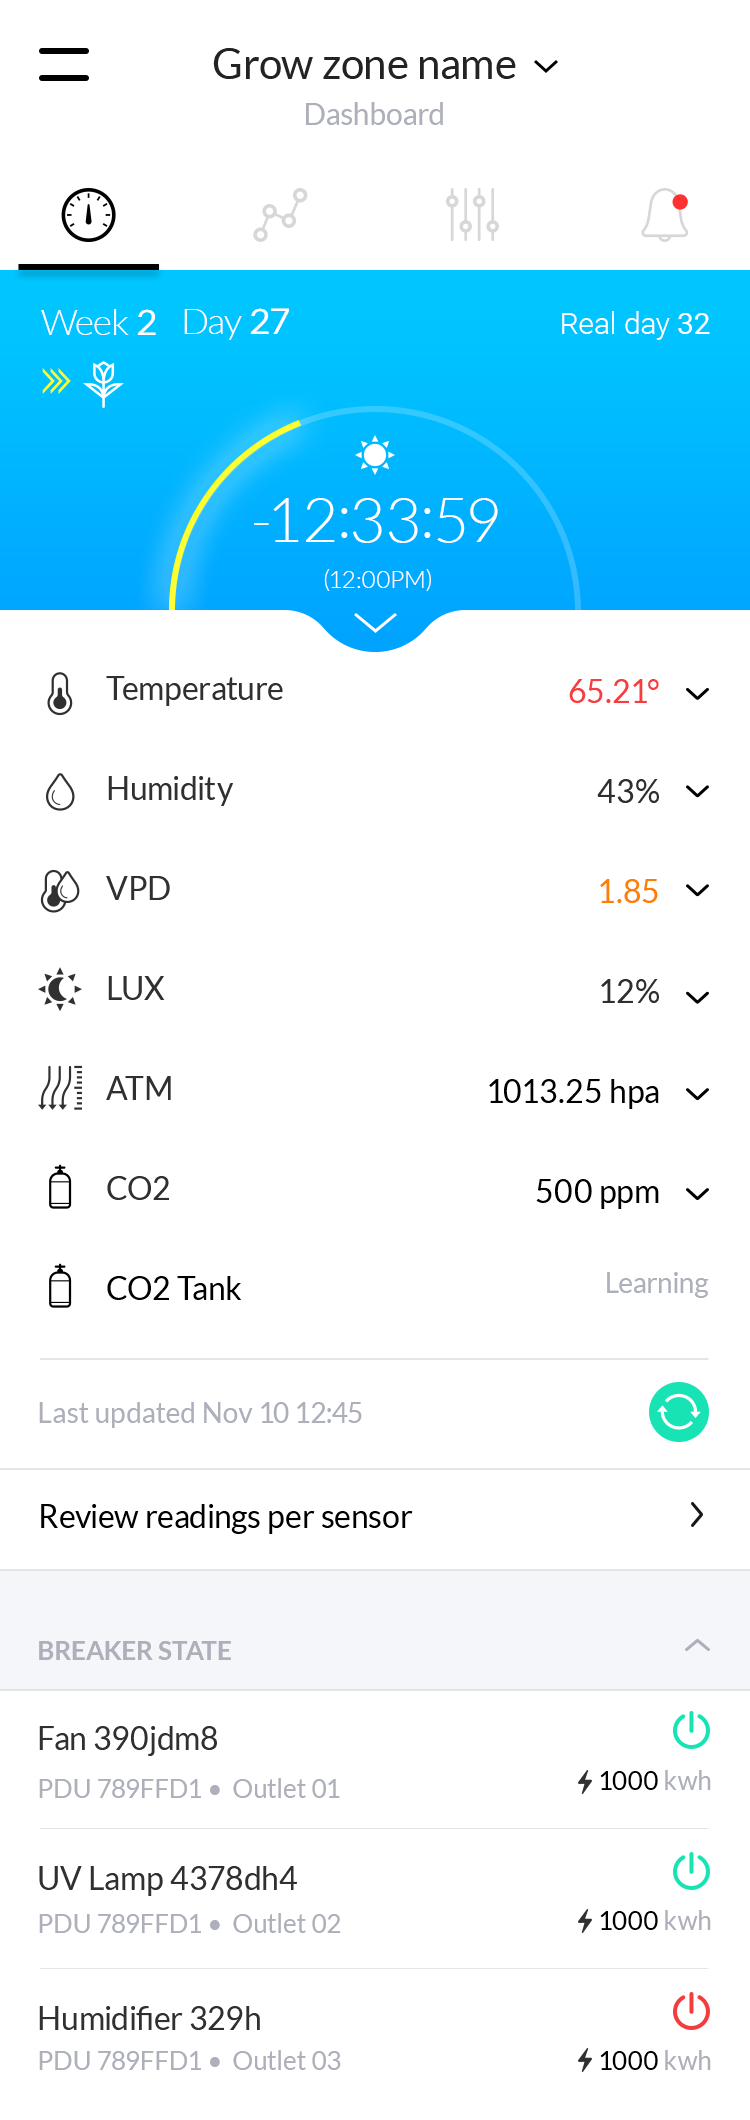 Grow zone name
Dashboard
Week 2 Day 27 Real day 32
-12:33:59
(12:00PM)
Temperature 65.21°
Humidity 43%
VPD 1.85
LUX 12%
ATM 1013.25 hpa
CO2 500 ppm
CO2 Tank Learning
Last updated Nov 10 12:45
Review readings per sensor
BREAKER STATE
Fan 390jdm8
PDU 789FFD1 • Outlet 01 1000 kwh
UV Lamp 4378dh4
PDU 789FFD1 • Outlet 02 1000 kwh
Humidifier 329h
PDU 789FFD1 • Outlet 03 1000 kwh